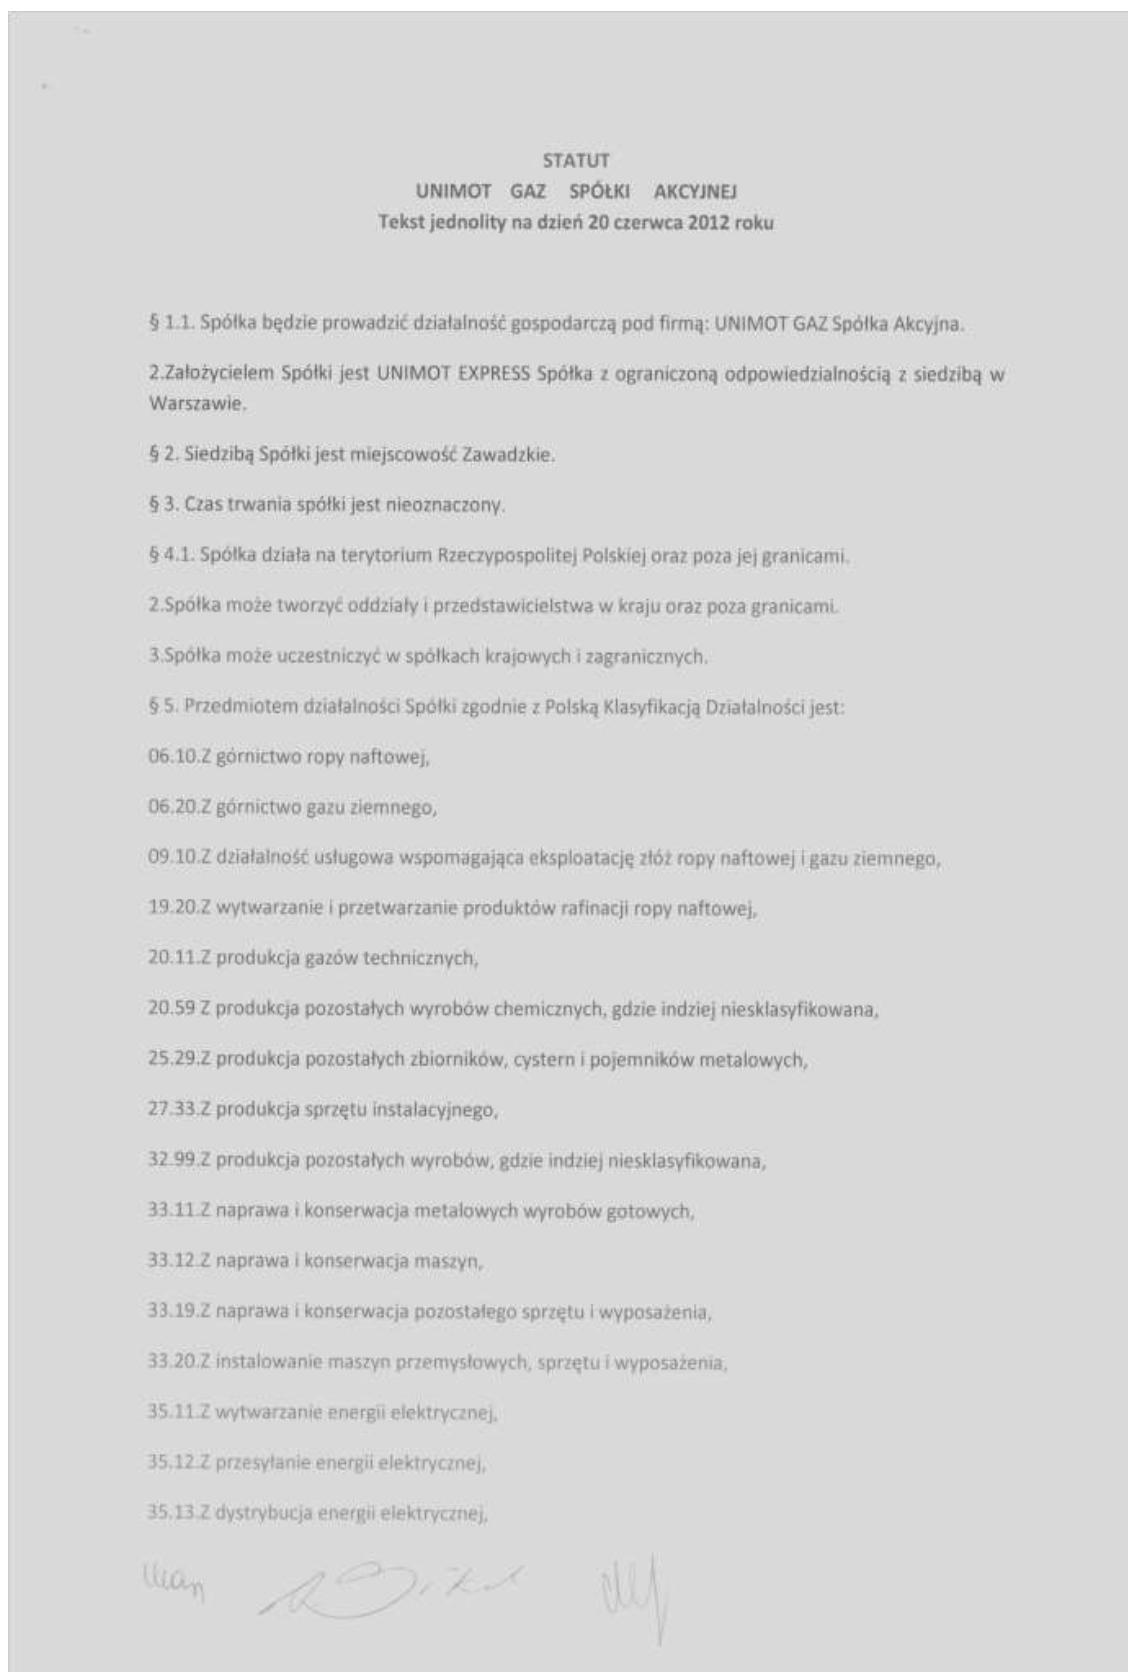 STATUT
UNIMOT GAZ SPÓŁKI AKCYJNEJ
Tekst jednolity na dzień 20 czerwca 2012 roku
§ 1.1. Spółka będzie prowadzić działalność gospodarczą pod firmą: UNIMOT GAZ Spółka Akcyjna.
2.Założycielem Spółki jest UNIMOT EXPRESS Spółka z ograniczoną odpowiedzialnością z siedzibą w
Warszawie.
§ 2. Siedzibą Spółki jest miejscowość Zawadzkie.
§ 3. Czas trwania spółki jest nieoznaczony.
§ 4.1. Spółka działa na terytorium Rzeczypospolitej Polskiej oraz poza jej granicami.
2.Spółka może tworzyć oddziały i przedstawicielstwa w kraju oraz poza granicami.
3.Spółka może uczestniczyć w spółkach krajowych i zagranicznych.
§ 5. Przedmiotem działalności Spółki zgodnie z Polską Klasyfikacją Działalności jest:
06.10.Z górnictwo ropy naftowej,
06.20.Z górnictwo gazu ziemnego,
09.10.Z działalność usługowa wspomagająca eksploatację złóż ropy naftowej i gazu ziemnego,
19.20.Z wytwarzanie i przetwarzanie produktów rafinacji ropy naftowej,
20.11.Z produkcja gazów technicznych,
20.59 Z produkcja pozostałych wyrobów chemicznych, gdzie indziej niesklasyfikowana,
25.29.Z produkcja pozostałych zbiorników, cystern i pojemników metalowych,
27.33.Z produkcja sprzętu instalacyjnego,
32.99.Z produkcja pozostałych wyrobów, gdzie indziej niesklasyfikowana,
33.11.Z naprawa i konserwacja metalowych wyrobów gotowych,
33.12.Z naprawa i konserwacja maszyn,
33.19.Z naprawa i konserwacja pozostałego sprzętu i wyposażenia,
33.20.Z instalowanie maszyn przemysłowych, sprzętu i wyposażenia,
35.11.Z wytwarzanie energii elektrycznej,
35.12.Z przesyłanie energii elektrycznej,
35.13.Z dystrybucja energii elektrycznej,